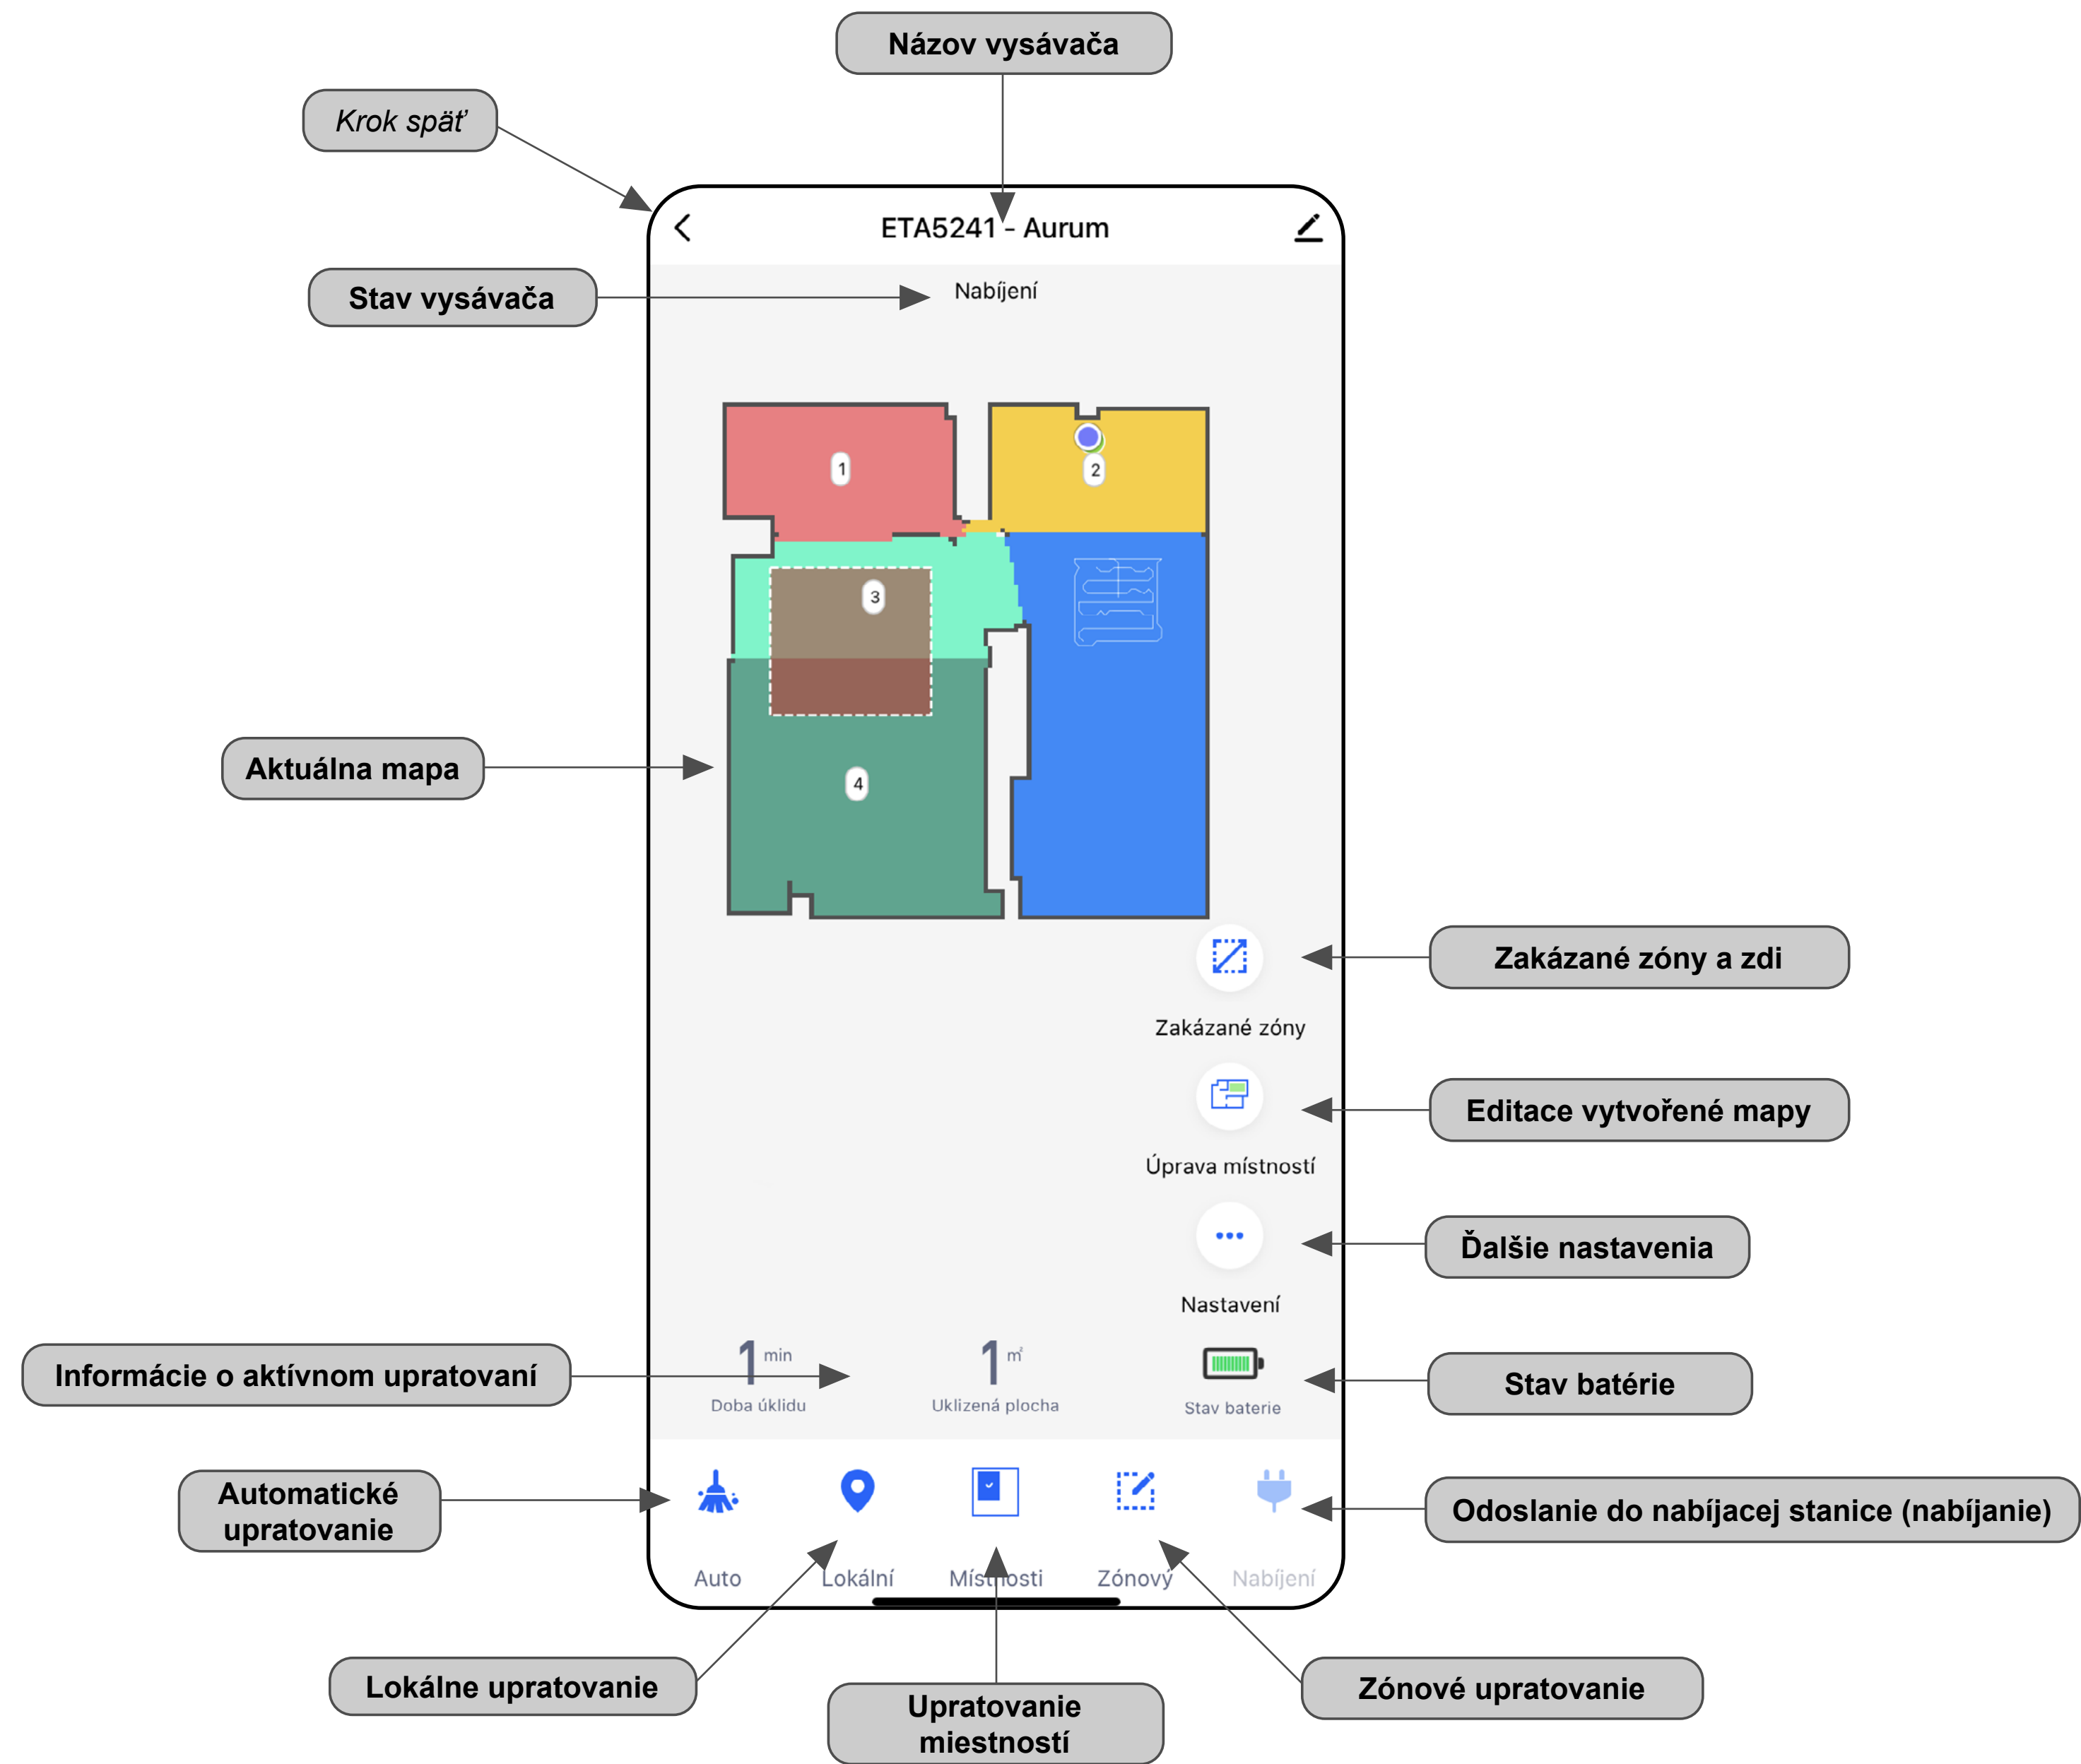 Názov vysávača
Krok späť
ETA5241 - Aurum
Stav vysávača
Nabíjení
1
2
3
Aktuálna mapa
4
Zakázané zóny a zdi
Zakázané zóny
Editace vytvořené mapy
Úprava místností
Ďalšie nastavenia
Nastavení
Informácie o aktívnom upratovaní
1 min
1 m²
Doba úklidu
Uklizená plocha
Stav baterie
Stav batérie
Automatické
upratovanie
Odoslanie do nabíjacej stanice (nabíjanie)
Auto
Lokální
Místnosti
Zónový
Nabíjení
Lokálne upratovanie
Upratovanie
miestností
Zónové upratovanie